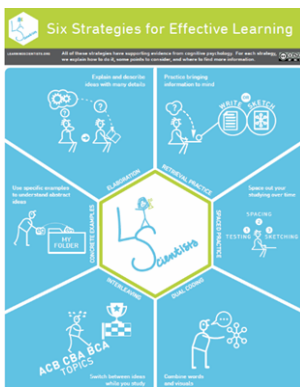 Six Strategies for Effective Learning
LEARNINGSCIENTISTS.ORG
All of these strategies have supporting evidence from cognitive psychology. For each strategy,
we explain how to do it, some points to consider, and where to find more information.
Explain and describe
ideas with many details
Practice bringing
information to mind
WRITE OR SKETCH
ELABORATION
RETRIEVAL PRACTICE
Use specific examples
to understand abstract
ideas
MY
FOLDER
CONCRETE EXAMPLES
LS
Scientists
SPACED PRACTICE
Space out your
studying over time
SPACING
1 2 3
TESTING SKETCHING
INTERLEAVING
DUAL CODING
ACB CBA BCA
TOPICS
Switch between ideas
while you study
Combine words
and visuals